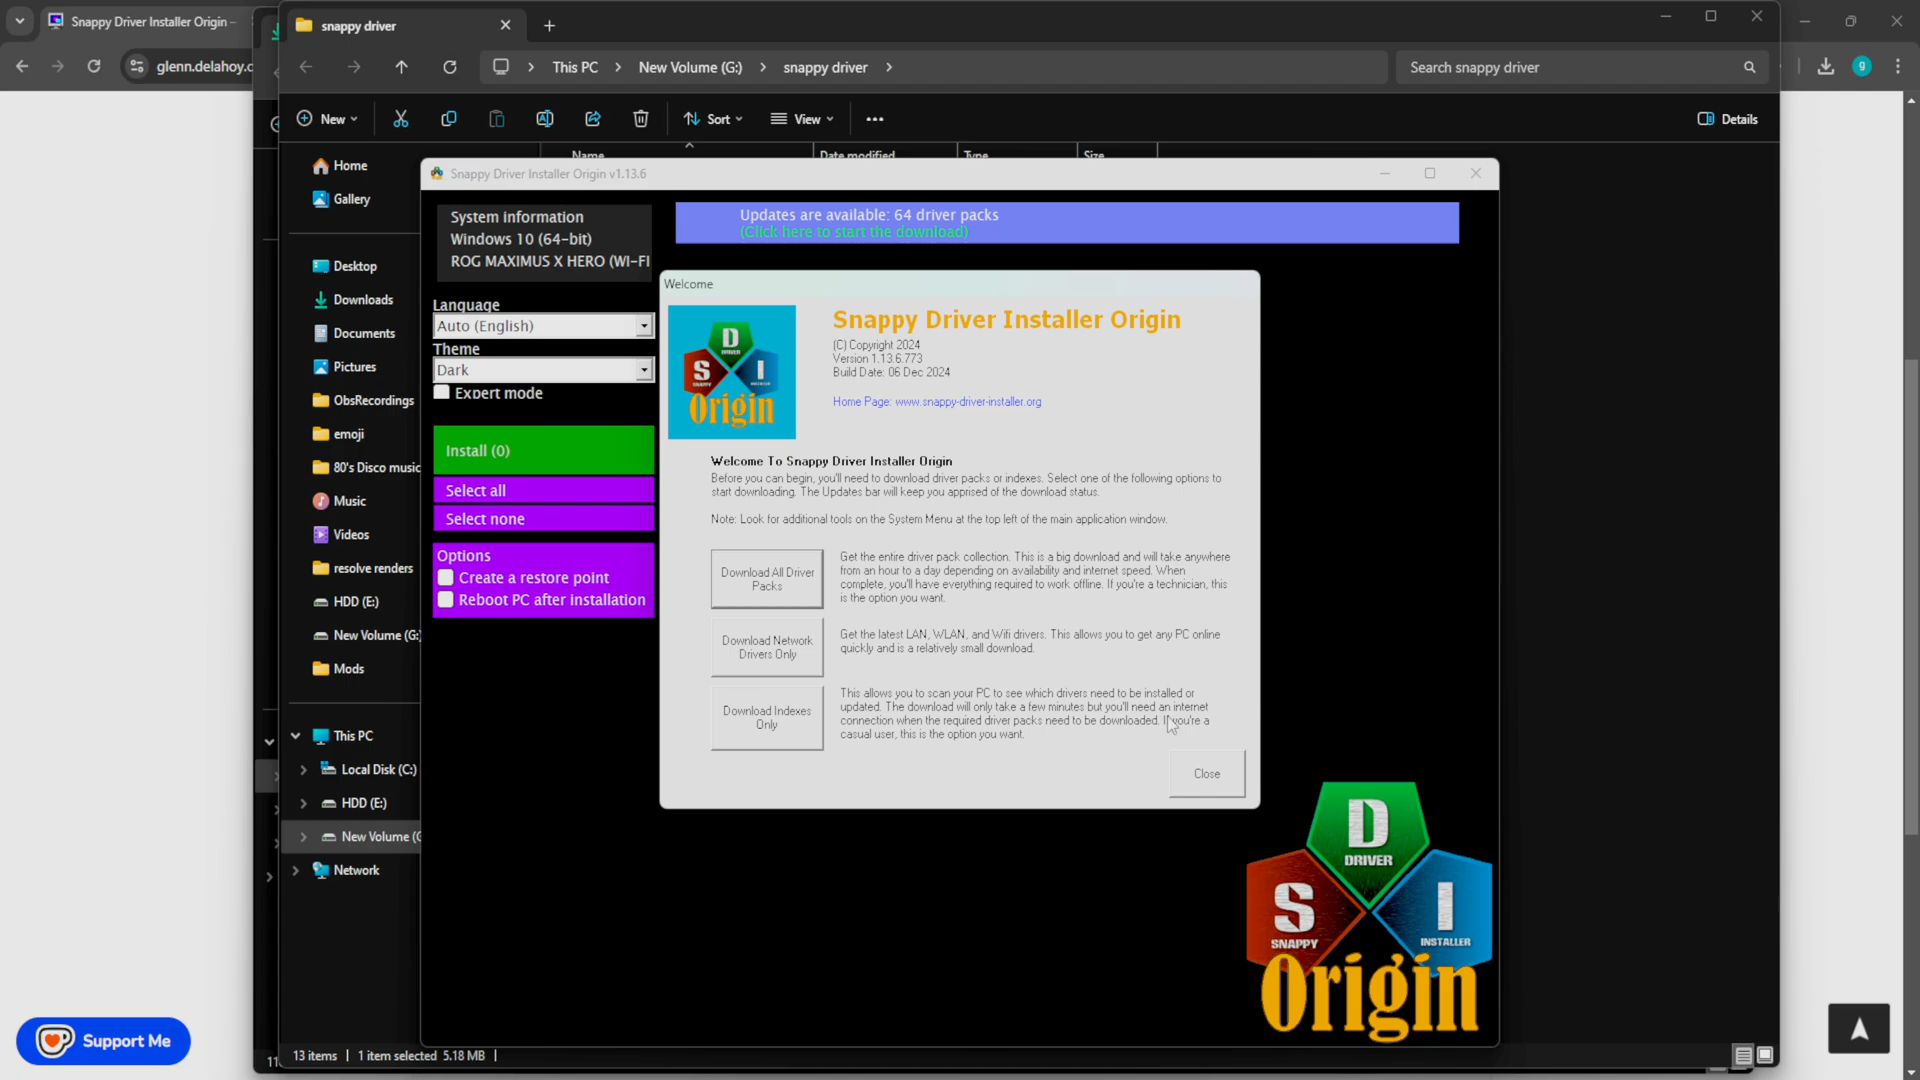 Snappy Driver Installer Origin –
glenn.delahoy.c
g
snappy driver
This PC
New Volume (G:)
snappy driver
Search snappy driver
New
Sort
View
Details
Name
Date modified
Type
Size
Home
Gallery
Desktop
Downloads
Documents
Pictures
ObsRecordings
emoji
80's Disco music
Music
Videos
resolve renders
HDD (E:)
New Volume (G:
Mods
This PC
Local Disk (C:)
HDD (E:)
New Volume (G
Network
13 items
1 item selected 5.18 MB
Snappy Driver Installer Origin v1.13.6
System information
Windows 10 (64-bit)
ROG MAXIMUS X HERO (WI-FI
Updates are available: 64 driver packs
(Click here to start the download)
Language
Auto (English)
Theme
Dark
Expert mode
Install (0)
Select all
Select none
Options
Create a restore point
Reboot PC after installation
Welcome
D
DRIVER
S
SNAPPY
I
INSTALLER
Origin
Snappy Driver Installer Origin
(C) Copyright 2024
Version 1.13.6.773
Build Date: 06 Dec 2024
Home Page: www.snappy-driver-installer.org
Welcome To Snappy Driver Installer Origin
Before you can begin, you'll need to download driver packs or indexes. Select one of the following options to
start downloading. The Updates bar will keep you apprised of the download status.
Note: Look for additional tools on the System Menu at the top left of the main application window.
Download All Driver
Packs
Get the entire driver pack collection. This is a big download and will take anywhere
from an hour to a day depending on availability and internet speed. When
complete, you'll have everything required to work offline. If you're a technician, this
is the option you want.
Download Network
Drivers Only
Get the latest LAN, WLAN, and Wifi drivers. This allows you to get any PC online
quickly and is a relatively small download.
Download Indexes
Only
This allows you to scan your PC to see which drivers need to be installed or
updated. The download will only take a few minutes but you'll need an internet
connection when the required driver packs need to be downloaded. If you're a
casual user, this is the option you want.
Close
D
DRIVER
S
SNAPPY
I
INSTALLER
Origin
Support Me